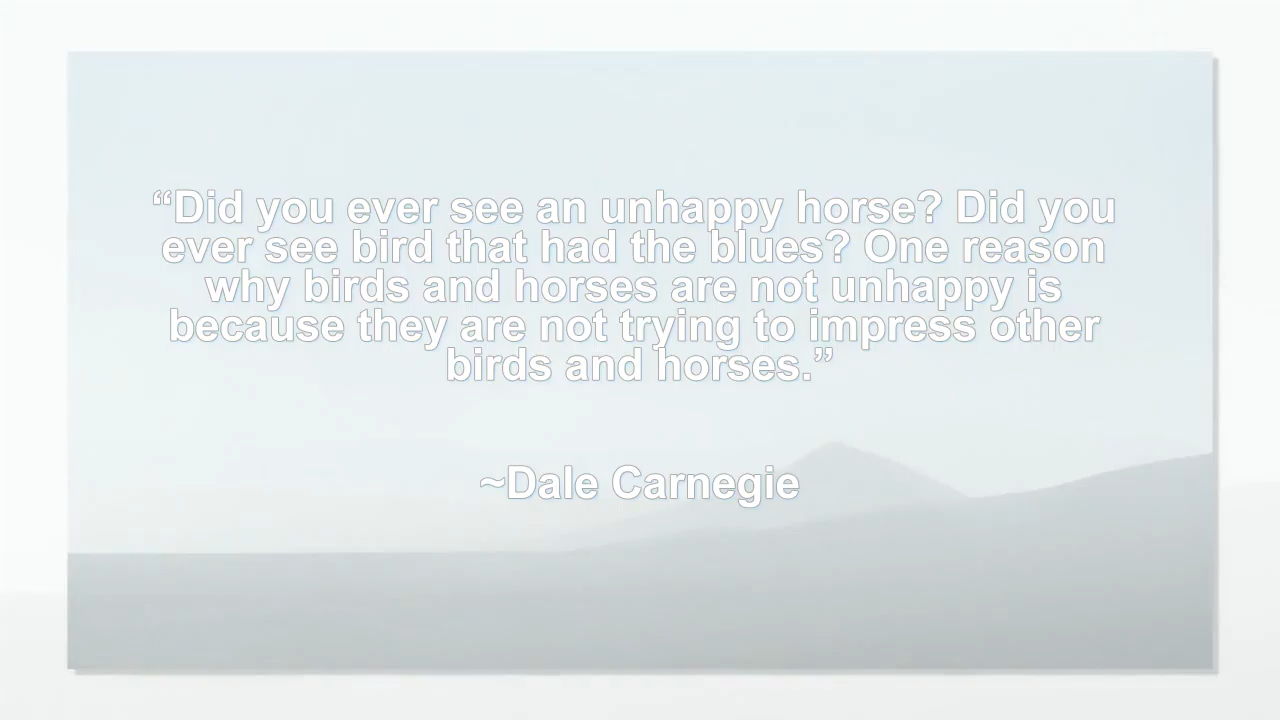 “Did you ever see an unhappy horse? Did you
ever see bird that had the blues? One reason
why birds and horses are not unhappy is
because they are not trying to impress other
birds and horses.”
~Dale Carnegie